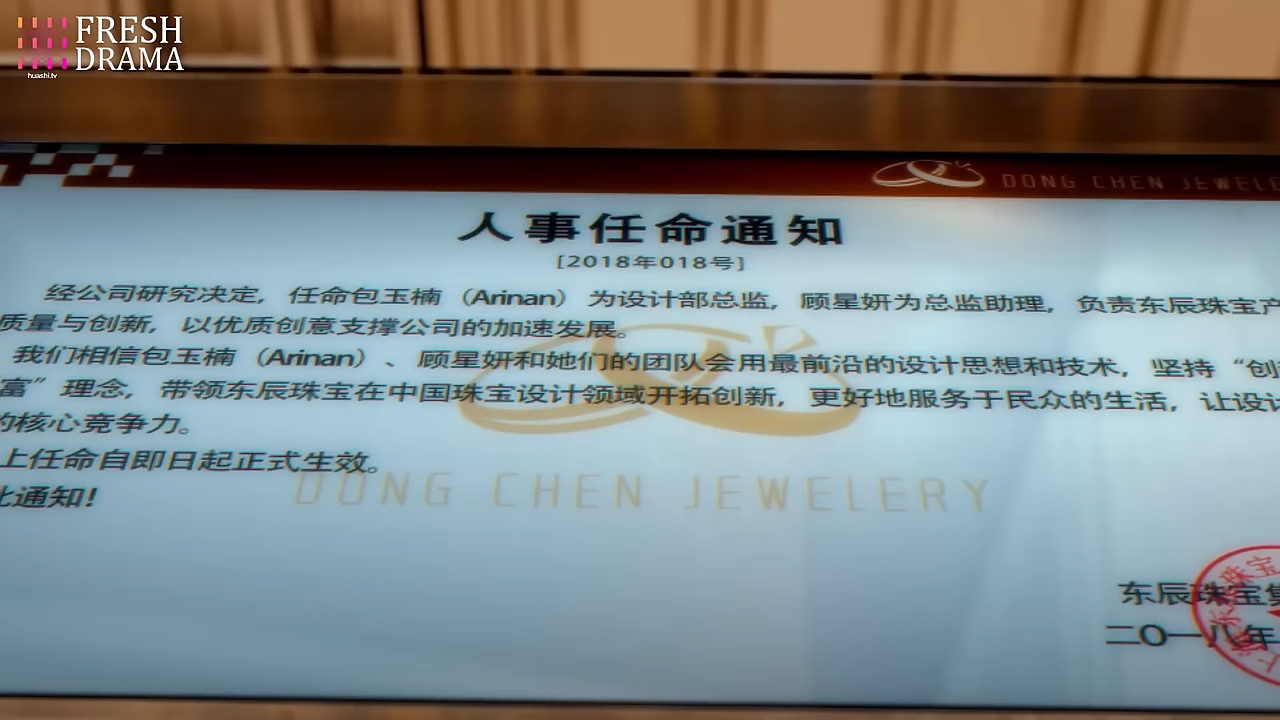 FRESH
DRAMA
huashi.tv
DONG CHEN JEWEL
人事任命通知
[2018年018号]
经公司研究决定，任命包玉楠（Arinan）为设计部总监，顾星妍为总监助理，负责东辰珠宝产
质量与创新，以优质创意支撑公司的加速发展。
我们相信包玉楠（Arinan）、顾星妍和她们的团队会用最前沿的设计思想和技术，坚持“创
富”理念，带领东辰珠宝在中国珠宝设计领域开拓创新，更好地服务于民众的生活，让设计
的核心竞争力。
上任命自即日起正式生效。
此通知!
DONG CHEN JEWELERY
东辰珠宝集
二〇一八年